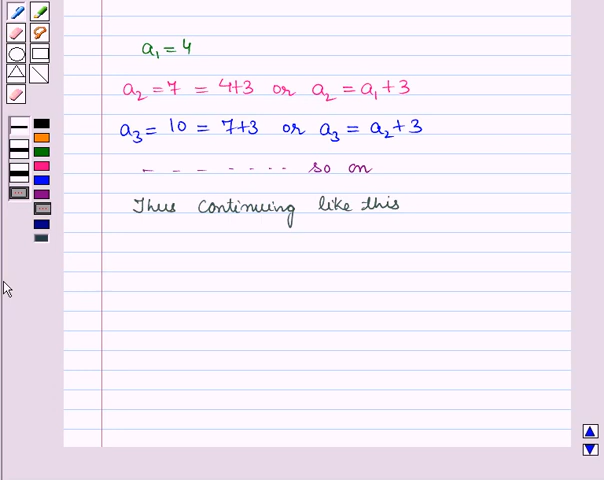 a₁ = 4
a₂ = 7 = 4+3 or a₂ = a₁ + 3
a₃ = 10 = 7+3 or a₃ = a₂ + 3
- - - - - ... so on
Thus continuing like this